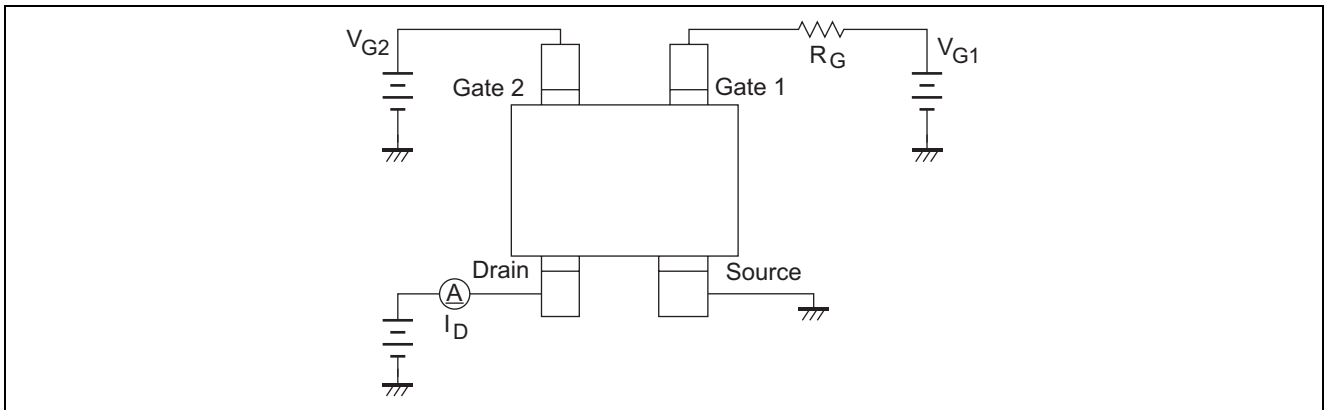 VG2
RG
VG1
Gate 2
Gate 1
Drain
Source
A
ID